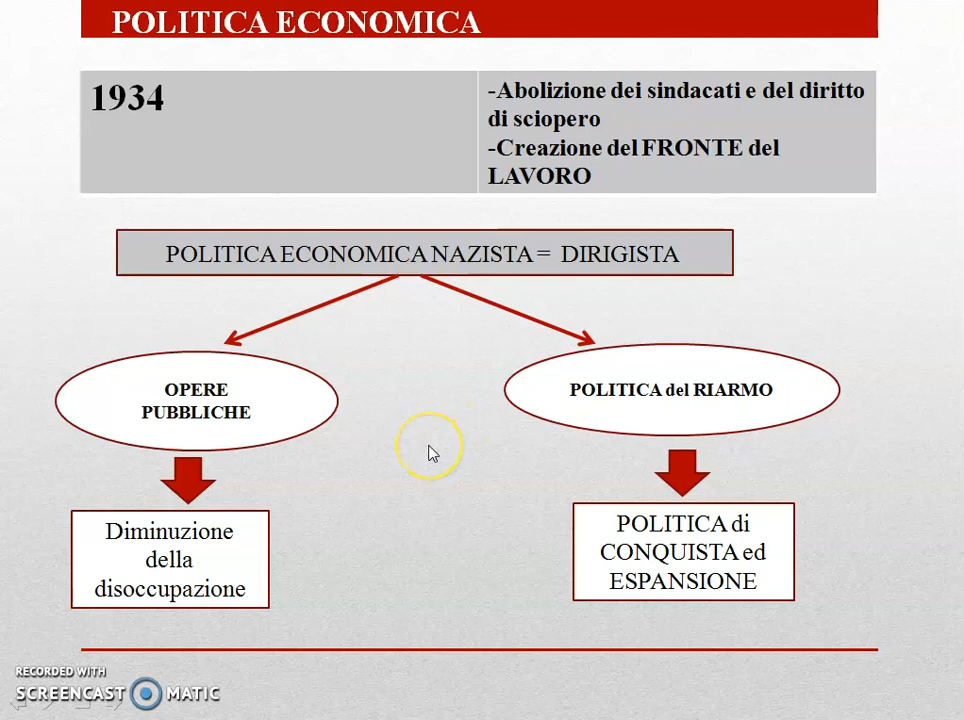 POLITICA ECONOMICA
1934
-Abolizione dei sindacati e del diritto
di sciopero
-Creazione del FRONTE del
LAVORO
POLITICA ECONOMICA NAZISTA = DIRIGISTA
OPERE
PUBBLICHE
POLITICA del RIARMO
Diminuzione
della
disoccupazione
POLITICA di
CONQUISTA ed
ESPANSIONE
RECORDED WITH
SCREENCAST MATIC